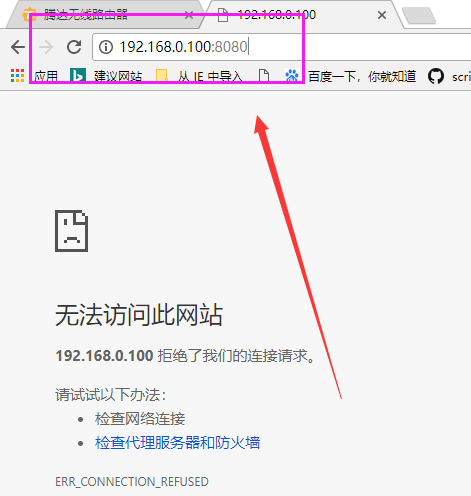 腾达无线路由器
192.168.0.100
192.168.0.100:8080
应用 建议网站 从 IE 中导入 百度一下，你就知道 scri
无法访问此网站
192.168.0.100 拒绝了我们的连接请求。
请试试以下办法：
检查网络连接
检查代理服务器和防火墙
ERR_CONNECTION_REFUSED